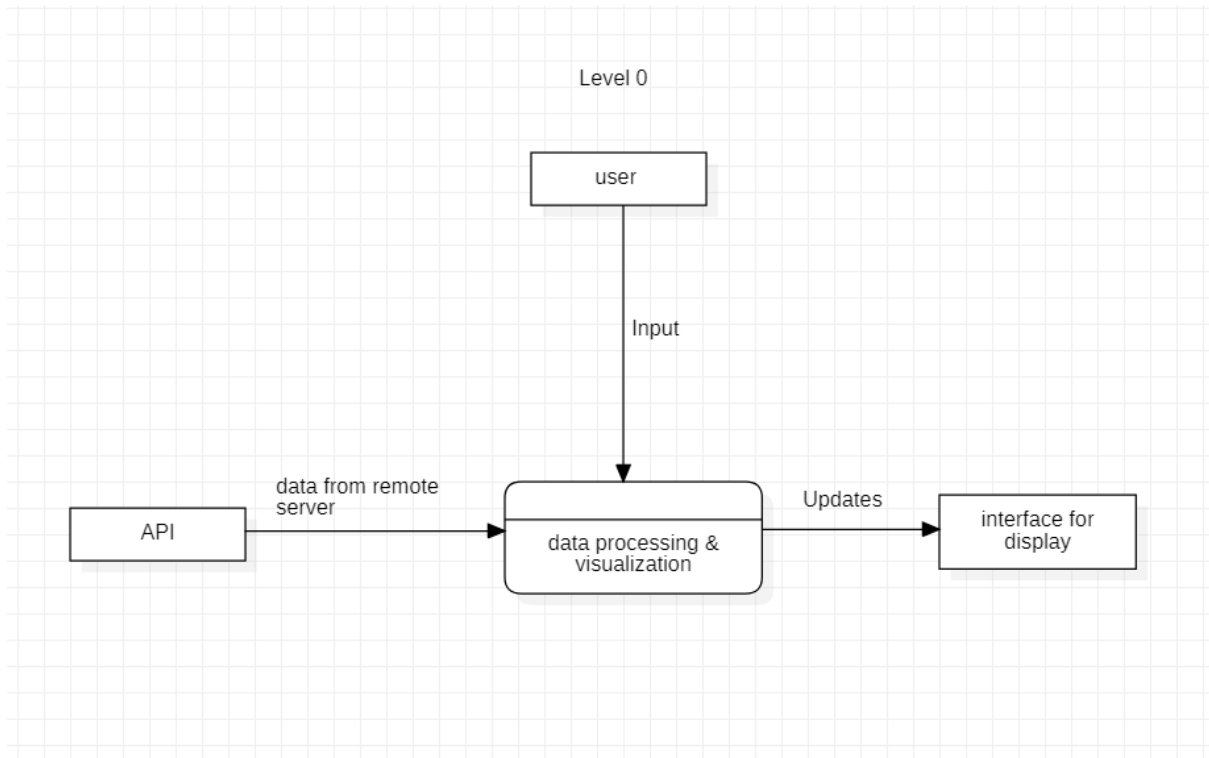 Level 0
user
Input
data from remote
server
API
data processing &
visualization
Updates
interface for
display